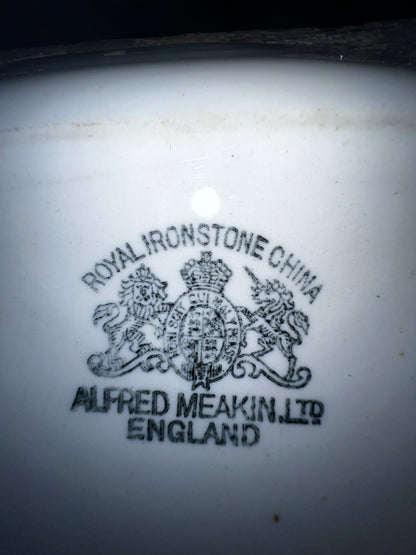 ROYAL IRONSTONE CHINA
ALFRED MEAKIN. LTD
ENGLAND